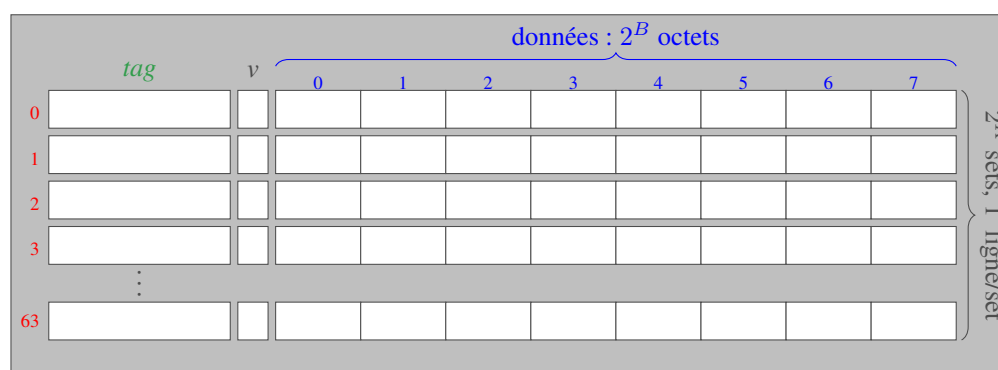 données : 2^B octets
tag v
0 1 2 3 4 5 6 7
0
1
2
3
⋮
63
sets, 1 ligne/set